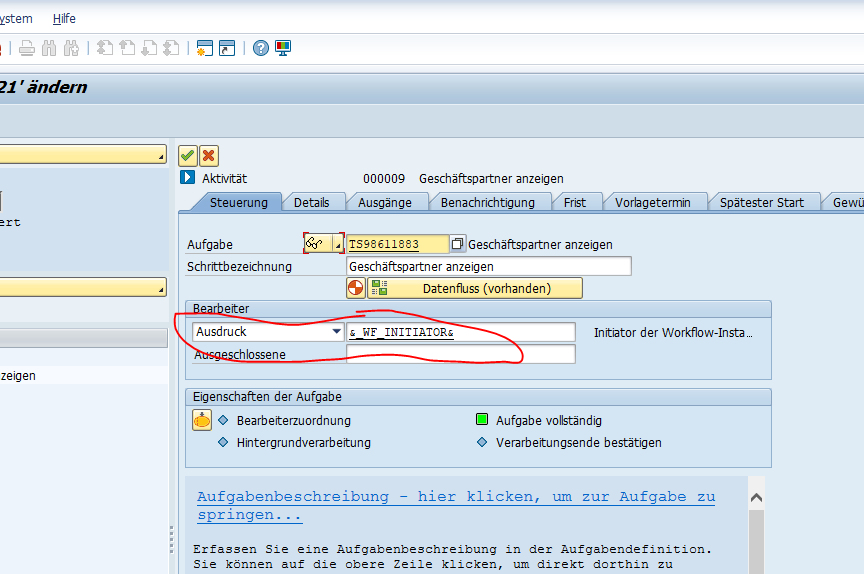 ystem Hilfe
21' ändern
Aktivität 000009 Geschäftspartner anzeigen
Steuerung Details Ausgänge Benachrichtigung Frist Vorlagetermin Spätester Start Gewü
ert
Aufgabe TS98611883 Geschäftspartner anzeigen
Schrittbezeichnung Geschäftspartner anzeigen
Datenfluss (vorhanden)
Bearbeiter
Ausdruck &_WF_INITIATOR& Initiator der Workflow-Insta...
Ausgeschlossene
zeigen
Eigenschaften der Aufgabe
Bearbeiterzuordnung Aufgabe vollständig
Hintergrundverarbeitung Verarbeitungsende bestätigen
Aufgabenbeschreibung - hier klicken, um zur Aufgabe zu
springen...
Erfassen Sie eine Aufgabenbeschreibung in der Aufgabendefinition.
Sie können auf die obere Zeile klicken, um direkt dorthin zu